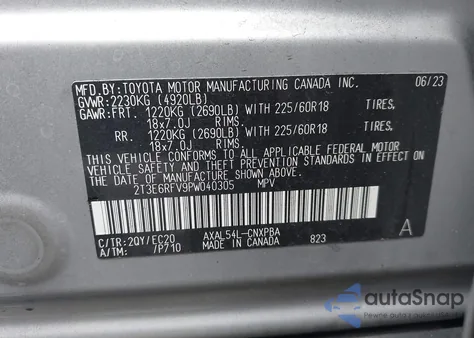 MFD.BY: TOYOTA MOTOR MANUFACTURING CANADA INC. 06/23
GVWR: 2230KG (4920LB)
GAWR: FRT. 1220KG (2690LB) WITH 225/60R18 TIRES,
18x7.0J RIMS.
RR. 1220KG (2690LB) WITH 225/60R18 TIRES,
18x7.0J RIMS.
THIS VEHICLE CONFORMS TO ALL APPLICABLE FEDERAL MOTOR
VEHICLE SAFETY AND THEFT PREVENTION STANDARDS IN
EFFECT ON THE DATE OF MANUFACTURE SHOWN ABOVE.
2T3E6RFV9PW040305 MPV
C/TR: 2QY/EC20 AXAL54L-CNXPBA A
A/TM: /P710 MADE IN CANADA 823
autoSnap